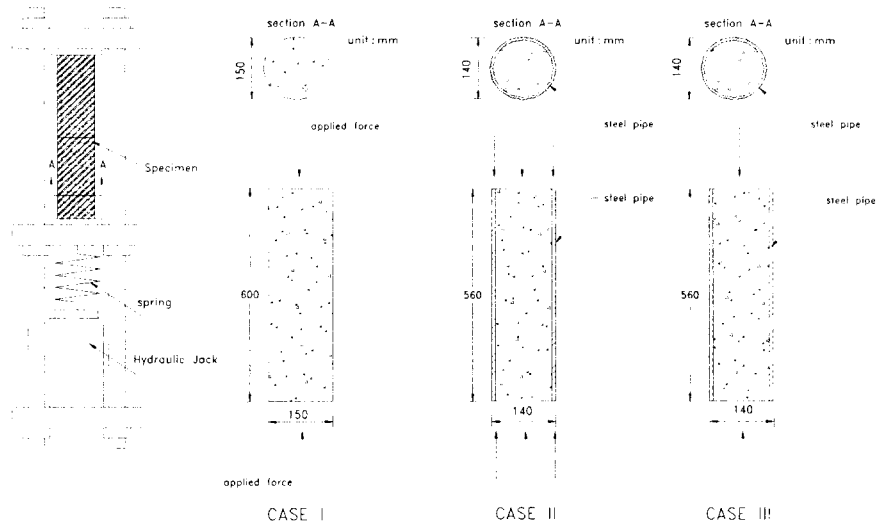 section A-A
unit : mm
150
applied force
600
150
applied force
CASE I
section A-A
unit : mm
140
steel pipe
steel pipe
560
140
CASE II
section A-A
unit : mm
140
steel pipe
steel pipe
560
140
CASE III
A
A
Specimen
spring
Hydraulic Jack